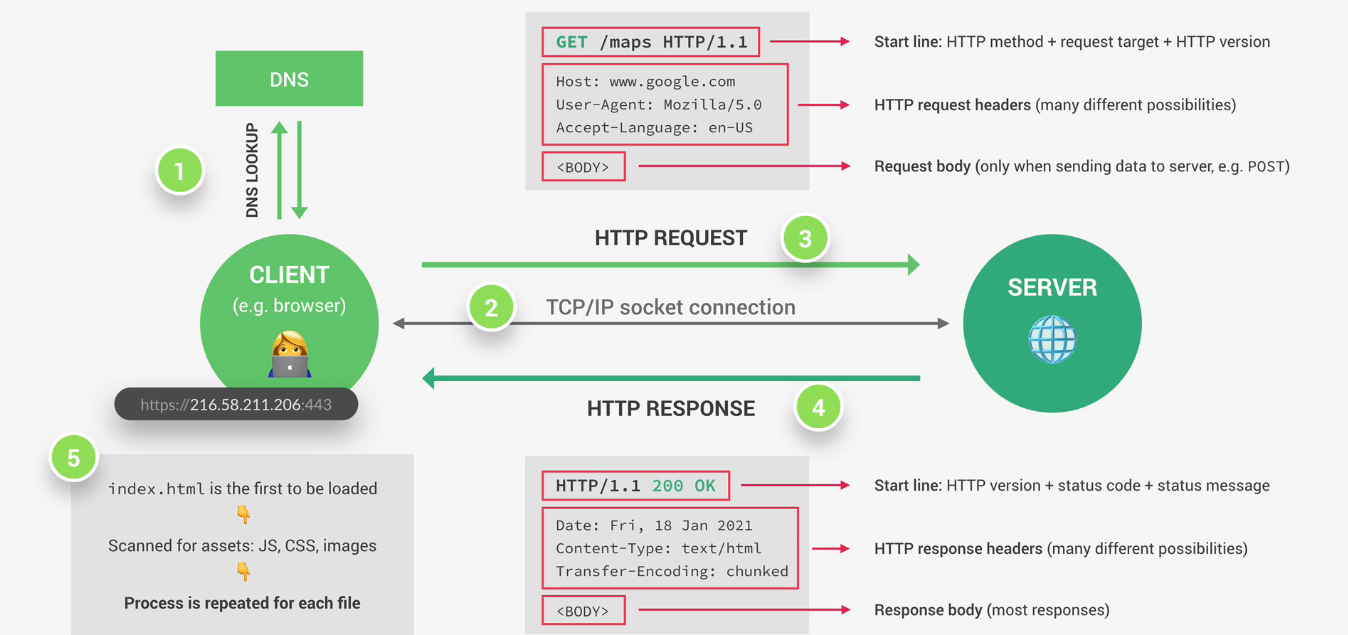 GET /maps HTTP/1.1
Start line: HTTP method + request target + HTTP version
Host: www.google.com
User-Agent: Mozilla/5.0
Accept-Language: en-US
HTTP request headers (many different possibilities)
<BODY>
Request body (only when sending data to server, e.g. POST)
DNS
DNS LOOKUP
1
CLIENT
(e.g. browser)
https://216.58.211.206:443
HTTP REQUEST
3
2
TCP/IP socket connection
HTTP RESPONSE
4
SERVER
5
index.html is the first to be loaded
Scanned for assets: JS, CSS, images
Process is repeated for each file
HTTP/1.1 200 OK
Start line: HTTP version + status code + status message
Date: Fri, 18 Jan 2021
Content-Type: text/html
Transfer-Encoding: chunked
HTTP response headers (many different possibilities)
<BODY>
Response body (most responses)